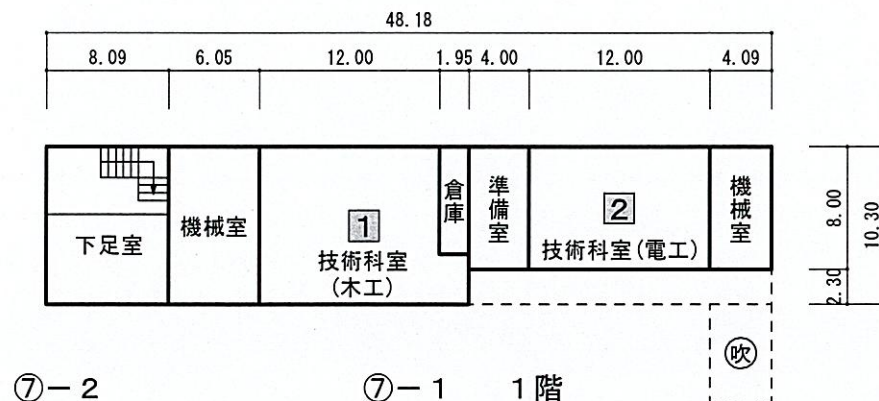 48.18
8.09 6.05 12.00 1.95 4.00 12.00 4.09
下足室
機械室
1
技術科室
(木工)
倉庫
準備室
2
技術科室(電工)
機械室
8.00
2.30
10.30
吹
⑦－２ ⑦－１ １階